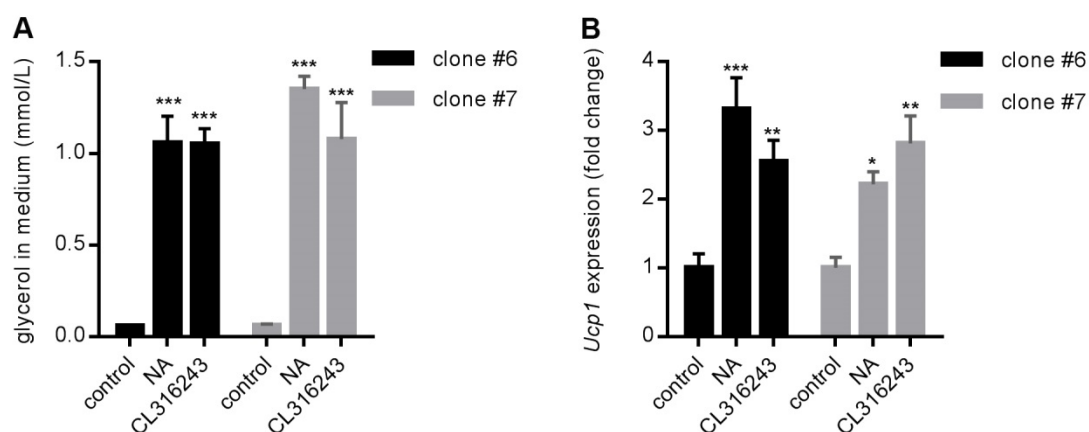 A
glycerol in medium (mmol/L)
1.5
1.0
0.5
0.0
***
***
***
***
control
NA
CL316243
control
NA
CL316243
clone #6
clone #7
B
Ucp1 expression (fold change)
4
3
2
1
0
***
**
*
**
control
NA
CL316243
control
NA
CL316243
clone #6
clone #7